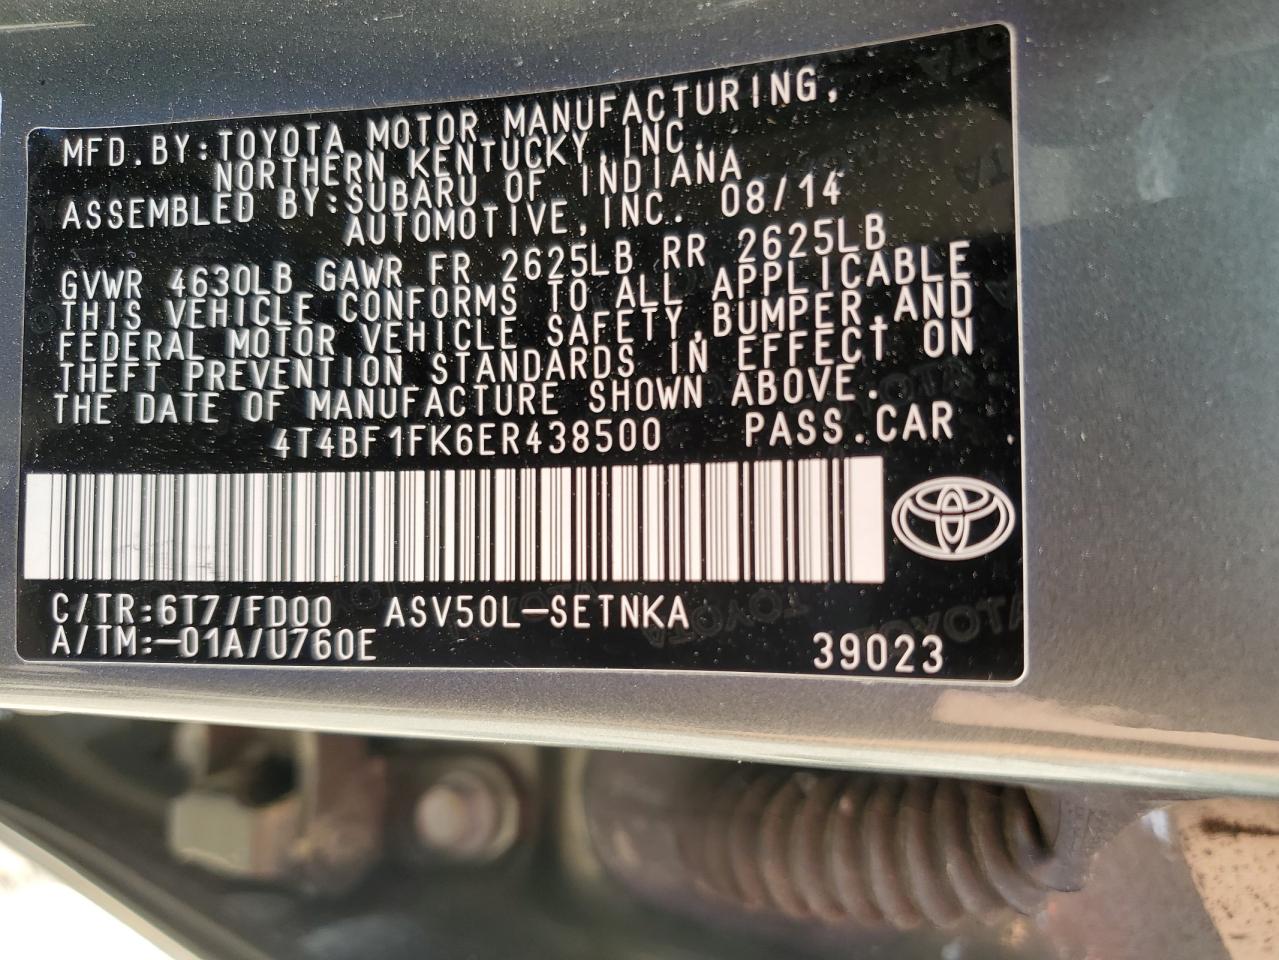 MFD.BY:TOYOTA MOTOR MANUFACTURING,
NORTHERN KENTUCKY,INC.
ASSEMBLED BY:SUBARU OF INDIANA
AUTOMOTIVE,INC. 08/14
GVWR 4630LB GAWR FR 2625LB RR 2625LB
THIS VEHICLE CONFORMS TO ALL APPLICABLE
FEDERAL MOTOR VEHICLE SAFETY,BUMPER,AND
THEFT PREVENTION STANDARDS IN EFFECT ON
THE DATE OF MANUFACTURE SHOWN ABOVE.
4T4BF1FK6ER438500 PASS.CAR
C/TR:6T7/FD00 ASV50L-SETNKA
A/TM:-01A/U760E 39023